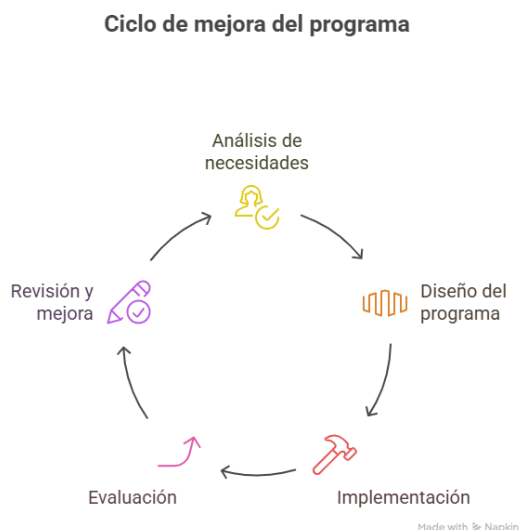 Ciclo de mejora del programa
Análisis de
necesidades
Diseño del
programa
Implementación
Evaluación
Revisión y
mejora
Made with Napkin